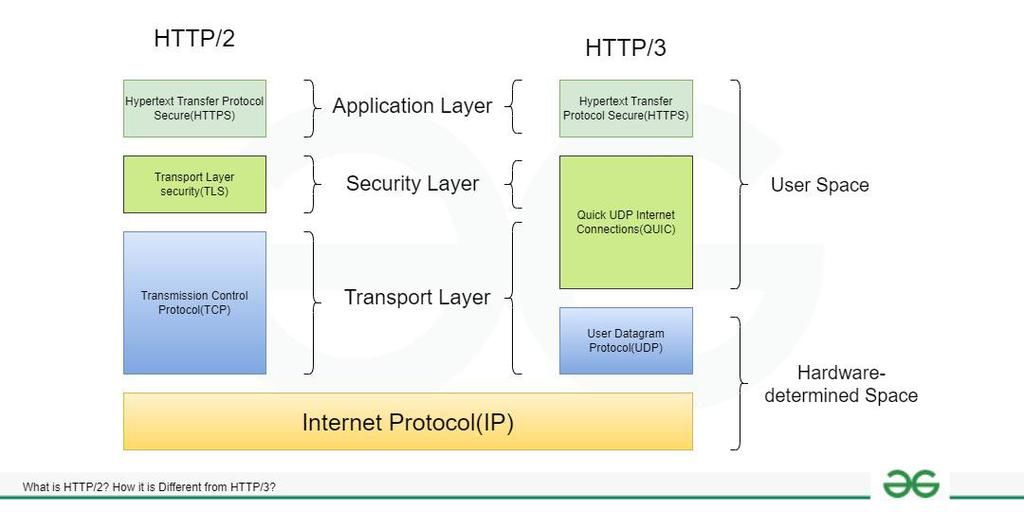 HTTP/2
HTTP/3
Hypertext Transfer Protocol
Secure(HTTPS)
Application Layer
Hypertext Transfer
Protocol Secure(HTTPS)
Transport Layer
security(TLS)
Security Layer
User Space
Quick UDP Internet
Connections(QUIC)
Transmission Control
Protocol(TCP)
Transport Layer
User Datagram
Protocol(UDP)
Hardware-
determined Space
Internet Protocol(IP)
What is HTTP/2? How it is Different from HTTP/3?